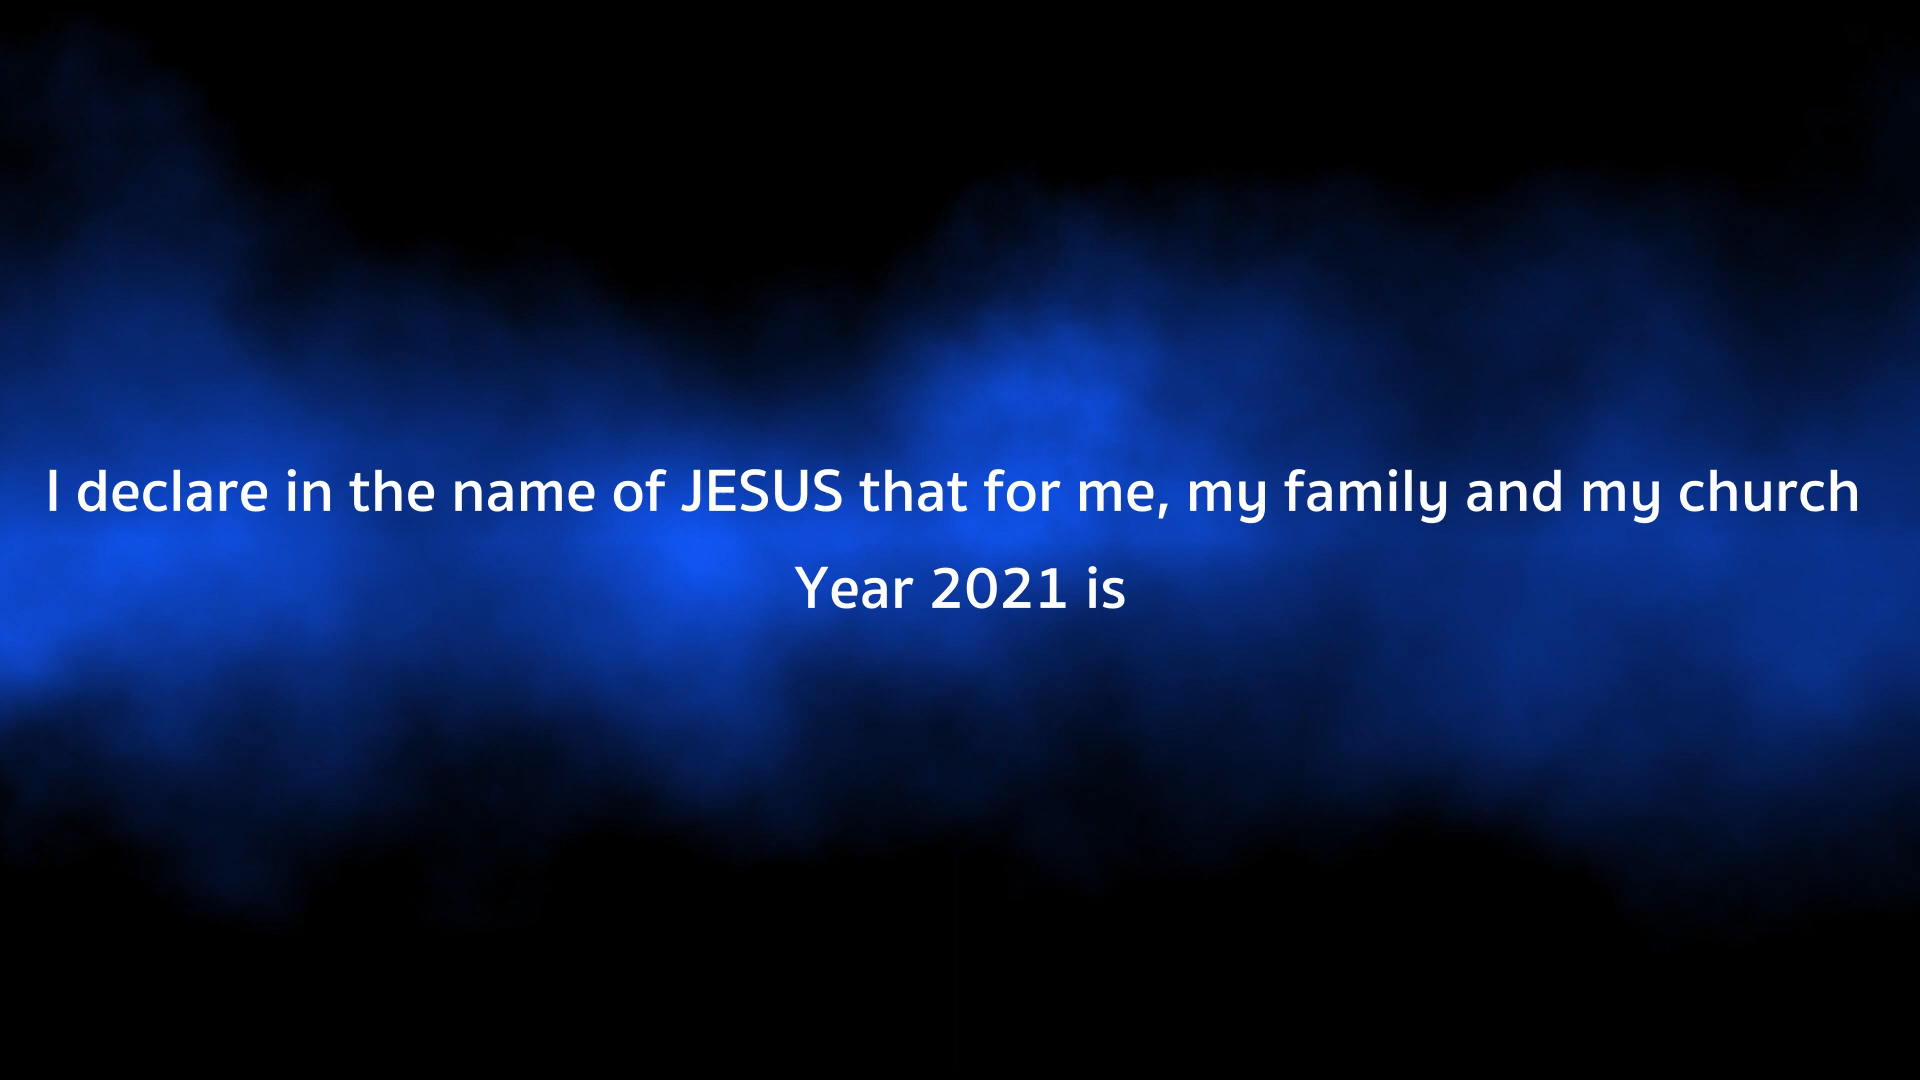 I declare in the name of JESUS that for me, my family and my church
Year 2021 is